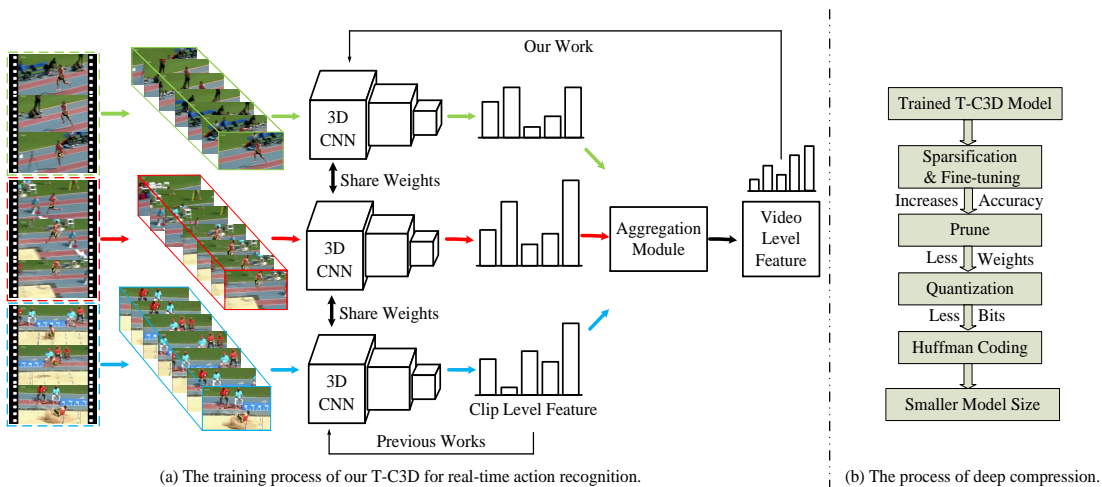 Our Work
3D
CNN
Share Weights
3D
CNN
Share Weights
3D
CNN
Clip Level Feature
Previous Works
Aggregation
Module
Video
Level
Feature
(a) The training process of our T-C3D for real-time action recognition.
Trained T-C3D Model
Sparsification
& Fine-tuning
Increases Accuracy
Prune
Less Weights
Quantization
Less Bits
Huffman Coding
Smaller Model Size
(b) The process of deep compression.